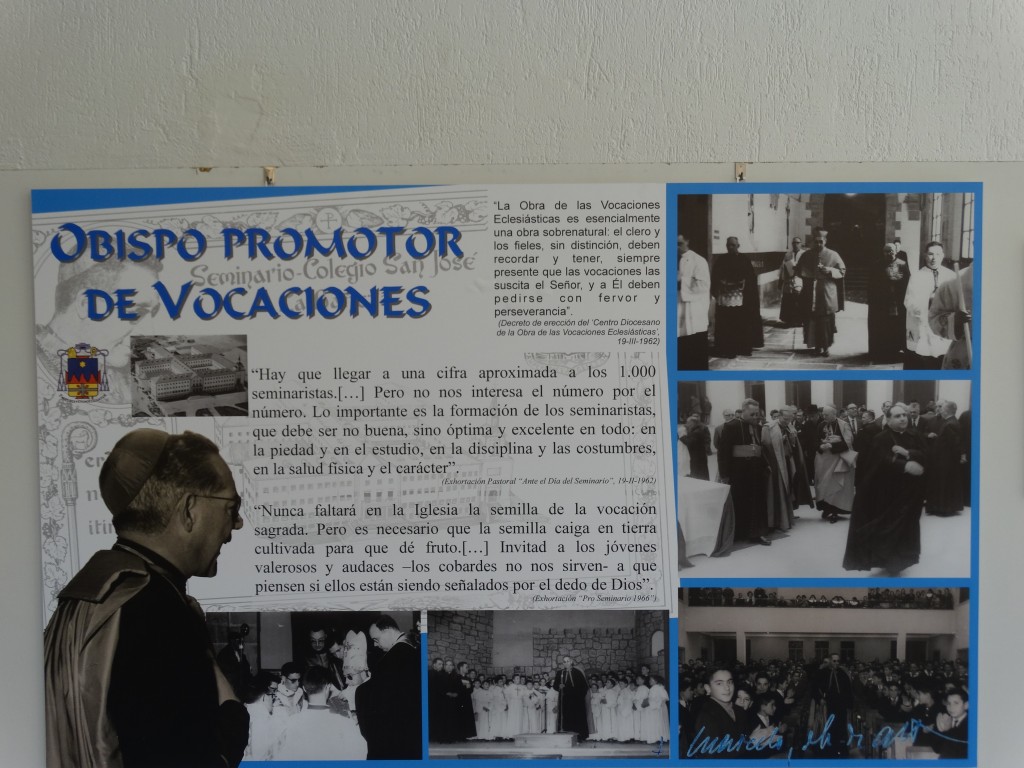 OBISPO PROMOTOR
DE VOCACIONES
Seminario-Colegio San José
“La Obra de las Vocaciones
Eclesiásticas es esencialmente
una obra sobrenatural: el clero y
los fieles, sin distinción, deben
recordar y tener, siempre
presente que las vocaciones las
suscita el Señor, y a Él deben
pedirse con fervor y
perseverancia”.
(Decreto de erección del ‘Centro Diocesano
de la Obra de las Vocaciones Eclesiásticas’,
19-III-1962)
“Hay que llegar a una cifra aproximada a los 1.000
seminaristas.[…] Pero no nos interesa el número por el
número. Lo importante es la formación de los seminaristas,
que debe ser no buena, sino óptima y excelente en todo: en
la piedad y en el estudio, en la disciplina y las costumbres,
en la salud física y el carácter”.
(Exhortación Pastoral “Ante el Día del Seminario”, 19-II-1962)
“Nunca faltará en la Iglesia la semilla de la vocación
sagrada. Pero es necesario que la semilla caiga en tierra
cultivada para que dé fruto.[…] Invitad a los jóvenes
valerosos y audaces –los cobardes no nos sirven- a que
piensen si ellos están siendo señalados por el dedo de Dios”.
(Exhortación “Pro Seminario 1966”)